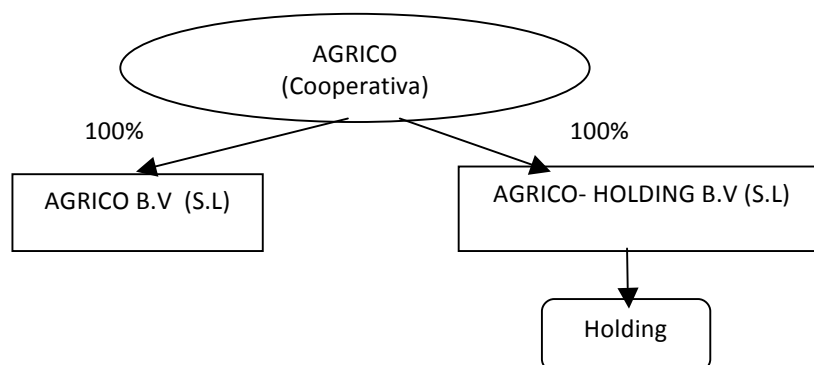 AGRICO
(Cooperativa)
100%
100%
AGRICO B.V (S.L)
AGRICO- HOLDING B.V (S.L)
Holding